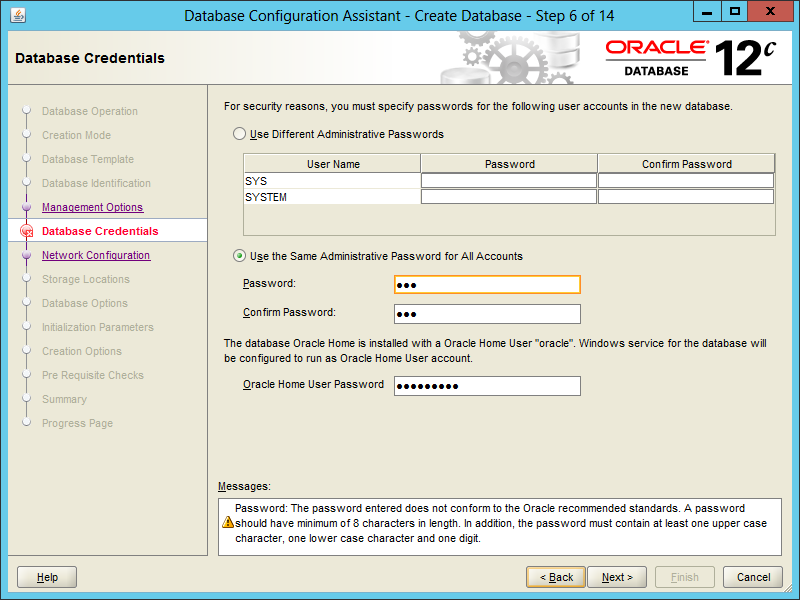 Database Configuration Assistant - Create Database - Step 6 of 14
Database Credentials
ORACLE
DATABASE
12c
Database Operation
Creation Mode
Database Template
Database Identification
Management Options
Database Credentials
Network Configuration
Storage Locations
Database Options
Initialization Parameters
Creation Options
Pre Requisite Checks
Summary
Progress Page
For security reasons, you must specify passwords for the following user accounts in the new database.
Use Different Administrative Passwords
User Name Password Confirm Password
SYS
SYSTEM
Use the Same Administrative Password for All Accounts
Password: •••
Confirm Password: •••
The database Oracle Home is installed with a Oracle Home User "oracle". Windows service for the database will
be configured to run as Oracle Home User account.
Oracle Home User Password •••••••••
Messages:
Password: The password entered does not conform to the Oracle recommended standards. A password
should have minimum of 8 characters in length. In addition, the password must contain at least one upper case
character, one lower case character and one digit.
Help < Back Next > Finish Cancel